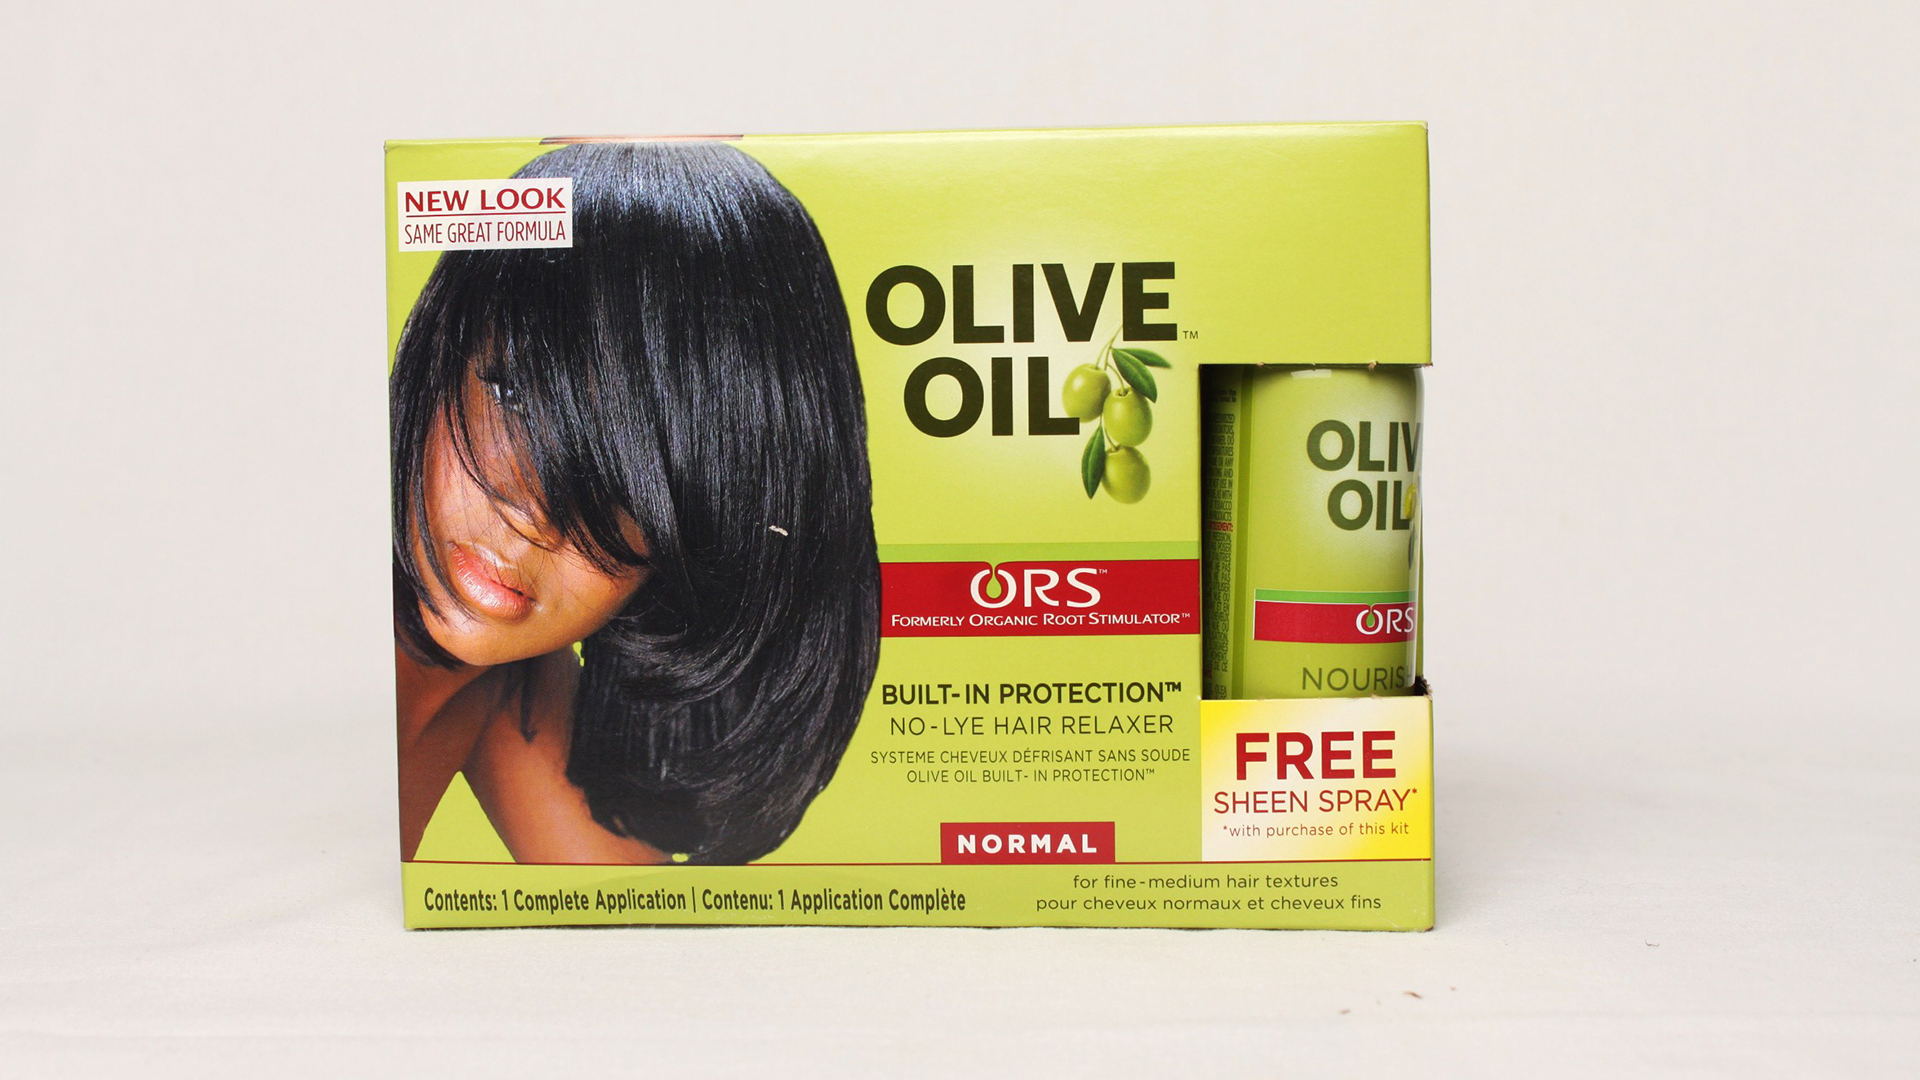 NEW LOOK
SAME GREAT FORMULA
OLIVE™
OIL
ORS™
FORMERLY ORGANIC ROOT STIMULATOR™
BUILT-IN PROTECTION™
NO-LYE HAIR RELAXER
SYSTEME CHEVEUX DÉFRISANT SANS SOUDE
OLIVE OIL BUILT- IN PROTECTION™
NORMAL
OLIV
OIL
ORS
NOURIS
FREE
SHEEN SPRAY*
*with purchase of this kit
Contents: 1 Complete Application | Contenu: 1 Application Complète
for fine-medium hair textures
pour cheveux normaux et cheveux fins